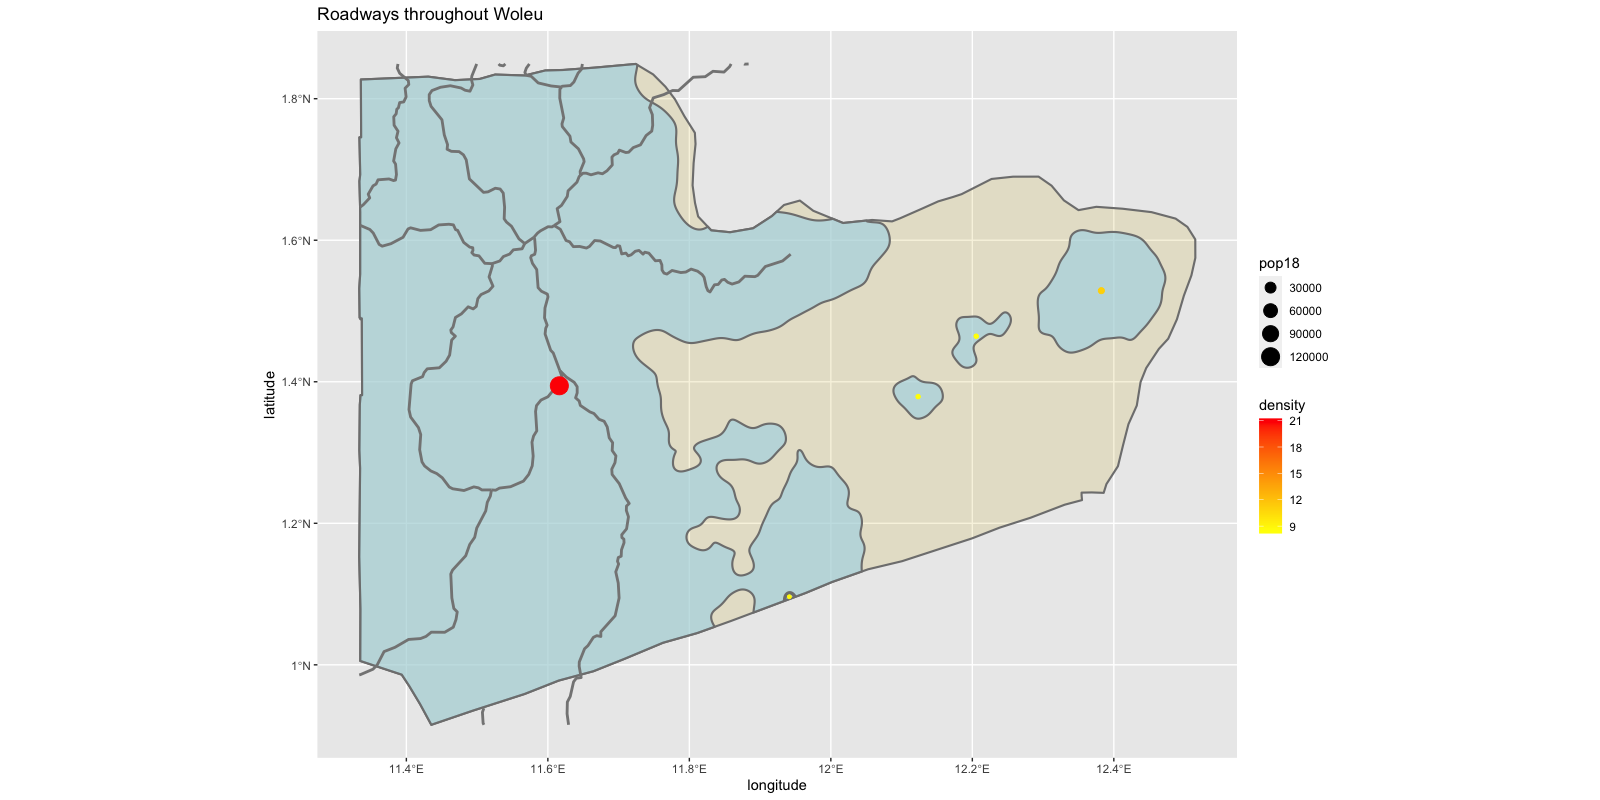 Roadways throughout Woleu
1.8°N
1.6°N
1.4°N
1.2°N
1°N
latitude
11.4°E
11.6°E
11.8°E
12°E
12.2°E
12.4°E
longitude
pop18
30000
60000
90000
120000
density
21
18
15
12
9